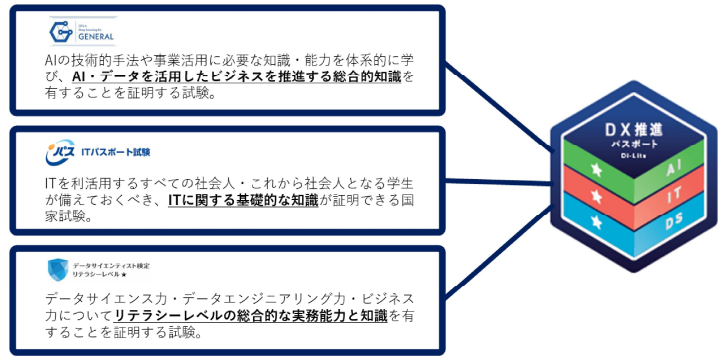 GENERAL
AIの技術的手法や事業活用に必要な知識・能力を体系的に学
び、AI・データを活用したビジネスを推進する総合的知識を
有することを証明する試験。
パス ITパスポート試験
ITを利活用するすべての社会人・これから社会人となる学生
が備えておくべき、ITに関する基礎的な知識が証明できる国
家試験。
データサイエンティスト検定
リテラシーレベル★
データサイエンス力・データエンジニアリング力・ビジネス
力についてリテラシーレベルの総合的な実務能力と知識を有
することを証明する試験。
DX推進
パスポート
Di-Lite
AI
IT
DS